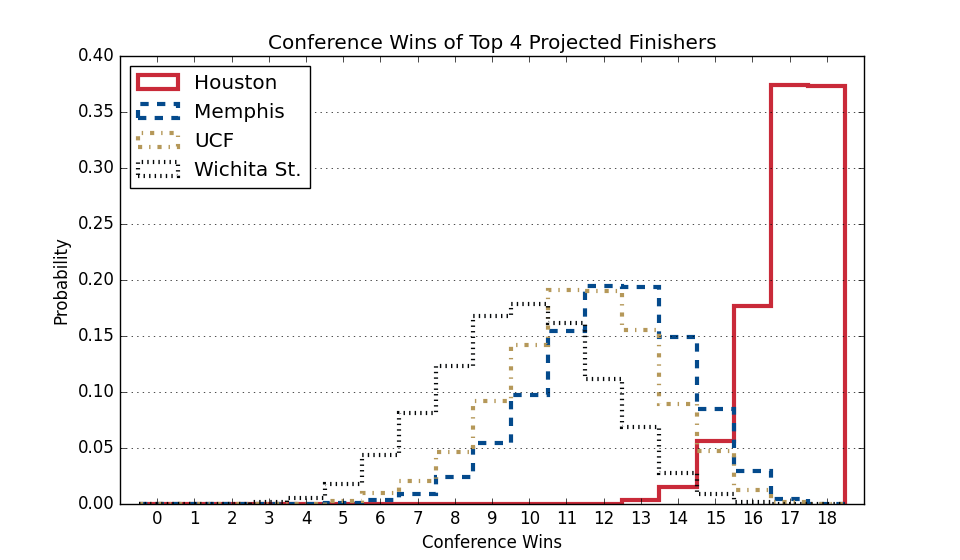 Conference Wins of Top 4 Projected Finishers
0.40
0.35
0.30
0.25
0.20
0.15
0.10
0.05
0.00
Probability
Houston
Memphis
UCF
Wichita St.
0 1 2 3 4 5 6 7 8 9 10 11 12 13 14 15 16 17 18
Conference Wins